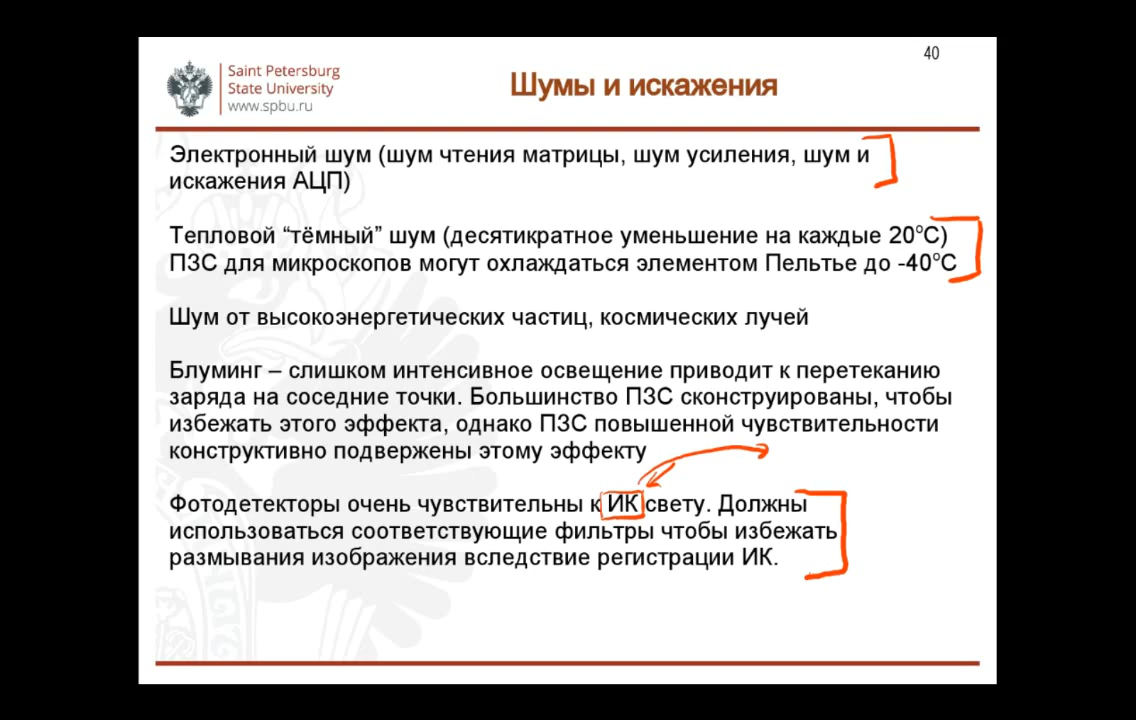 40
Saint Petersburg
State University
www.spbu.ru
Шумы и искажения
Электронный шум (шум чтения матрицы, шум усиления, шум и
искажения АЦП)
Тепловой “тёмный” шум (десятикратное уменьшение на каждые 20°С)
ПЗС для микроскопов могут охлаждаться элементом Пельтье до -40°С
Шум от высокоэнергетических частиц, космических лучей
Блуминг – слишком интенсивное освещение приводит к перетеканию
заряда на соседние точки. Большинство ПЗС сконструированы, чтобы
избежать этого эффекта, однако ПЗС повышенной чувствительности
конструктивно подвержены этому эффекту
Фотодетекторы очень чувствительны к ИК свету. Должны
использоваться соответствующие фильтры чтобы избежать
размывания изображения вследствие регистрации ИК.